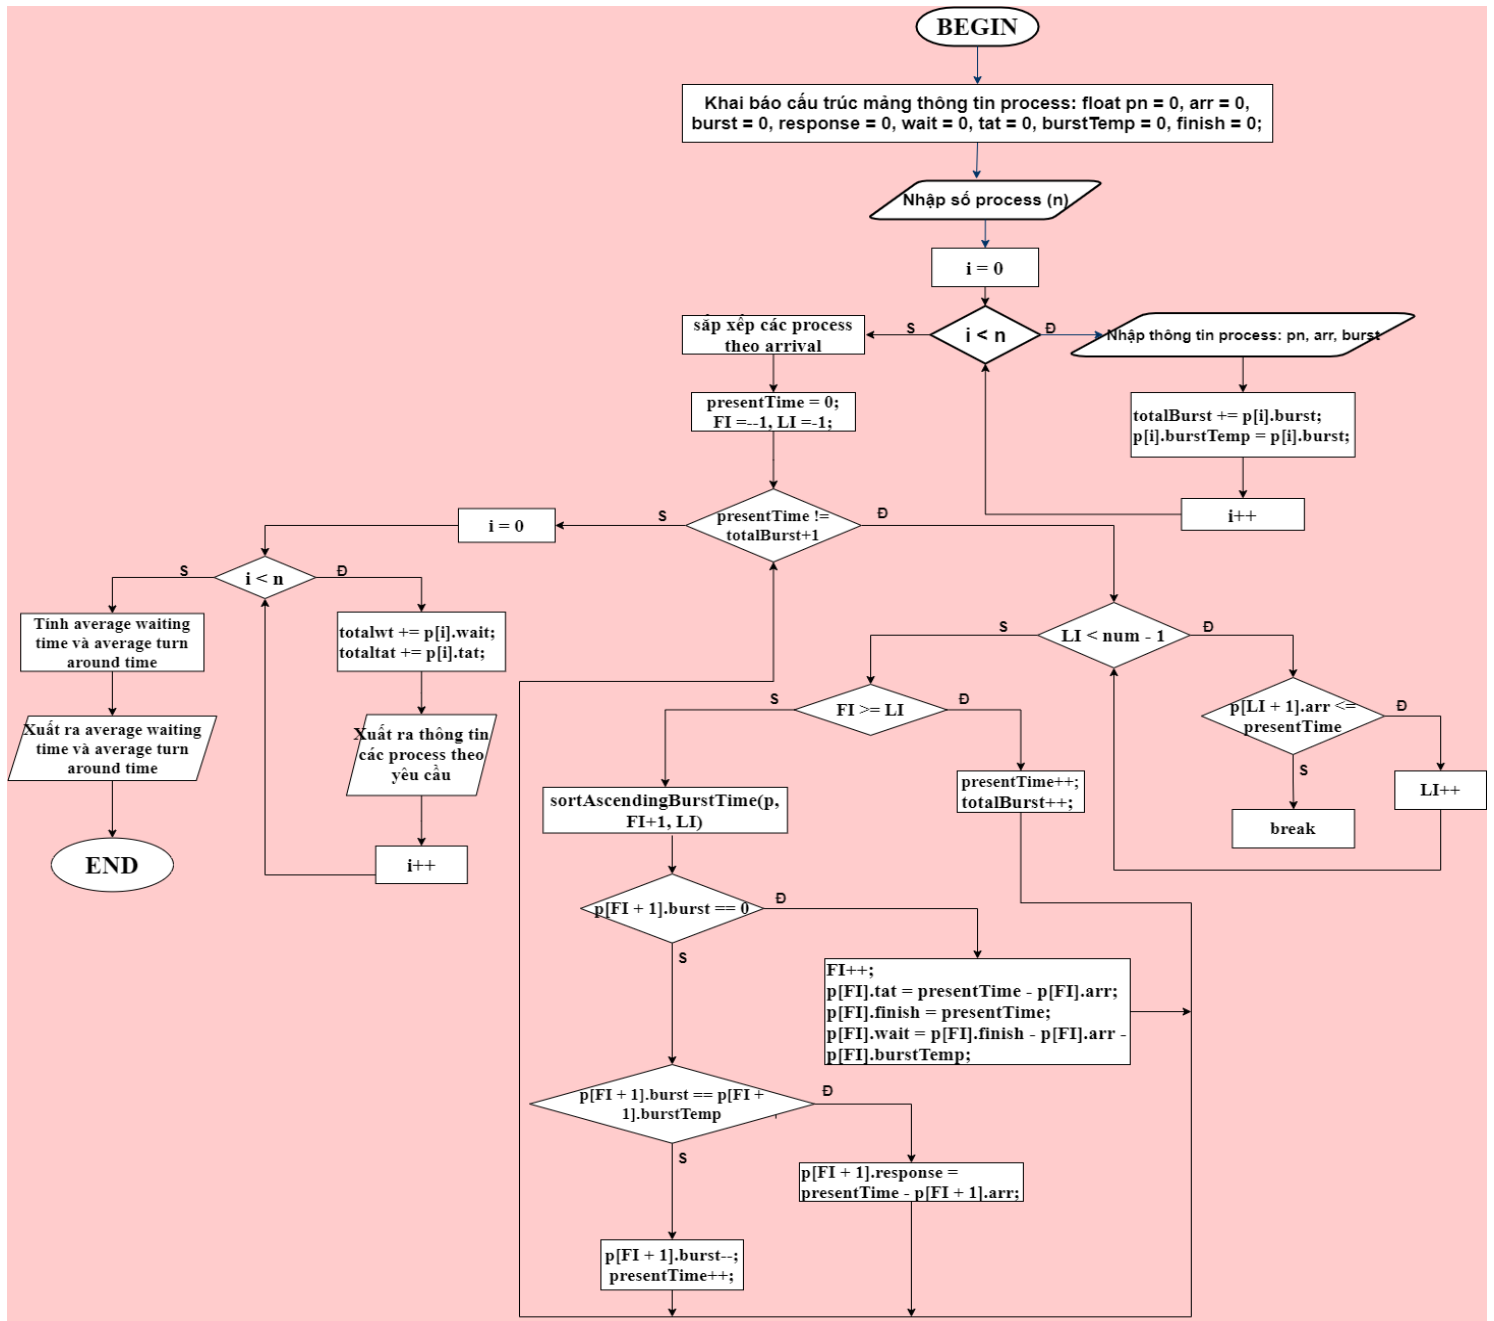 BEGIN
Khai báo cấu trúc mảng thông tin process: float pn = 0, arr = 0,
burst = 0, response = 0, wait = 0, tat = 0, burstTemp = 0, finish = 0;
Nhập số process (n)
i = 0
i < n
S
Đ
sắp xếp các process
theo arrival
Nhập thông tin process: pn, arr, burst
presentTime = 0;
FI =--1, LI =-1;
totalBurst += p[i].burst;
p[i].burstTemp = p[i].burst;
i++
presentTime !=
totalBurst+1
S
Đ
i = 0
i < n
S
Đ
Tính average waiting
time và average turn
around time
totalwt += p[i].wait;
totaltat += p[i].tat;
Xuất ra average waiting
time và average turn
around time
Xuất ra thông tin
các process theo
yêu cầu
END
i++
LI < num - 1
S
Đ
FI >= LI
S
Đ
p[LI + 1].arr <=
presentTime
Đ
S
LI++
break
presentTime++;
totalBurst++;
sortAscendingBurstTime(p,
FI+1, LI)
p[FI + 1].burst == 0
Đ
S
FI++;
p[FI].tat = presentTime - p[FI].arr;
p[FI].finish = presentTime;
p[FI].wait = p[FI].finish - p[FI].arr -
p[FI].burstTemp;
p[FI + 1].burst == p[FI +
1].burstTemp
Đ
S
p[FI + 1].response =
presentTime - p[FI + 1].arr;
p[FI + 1].burst--;
presentTime++;